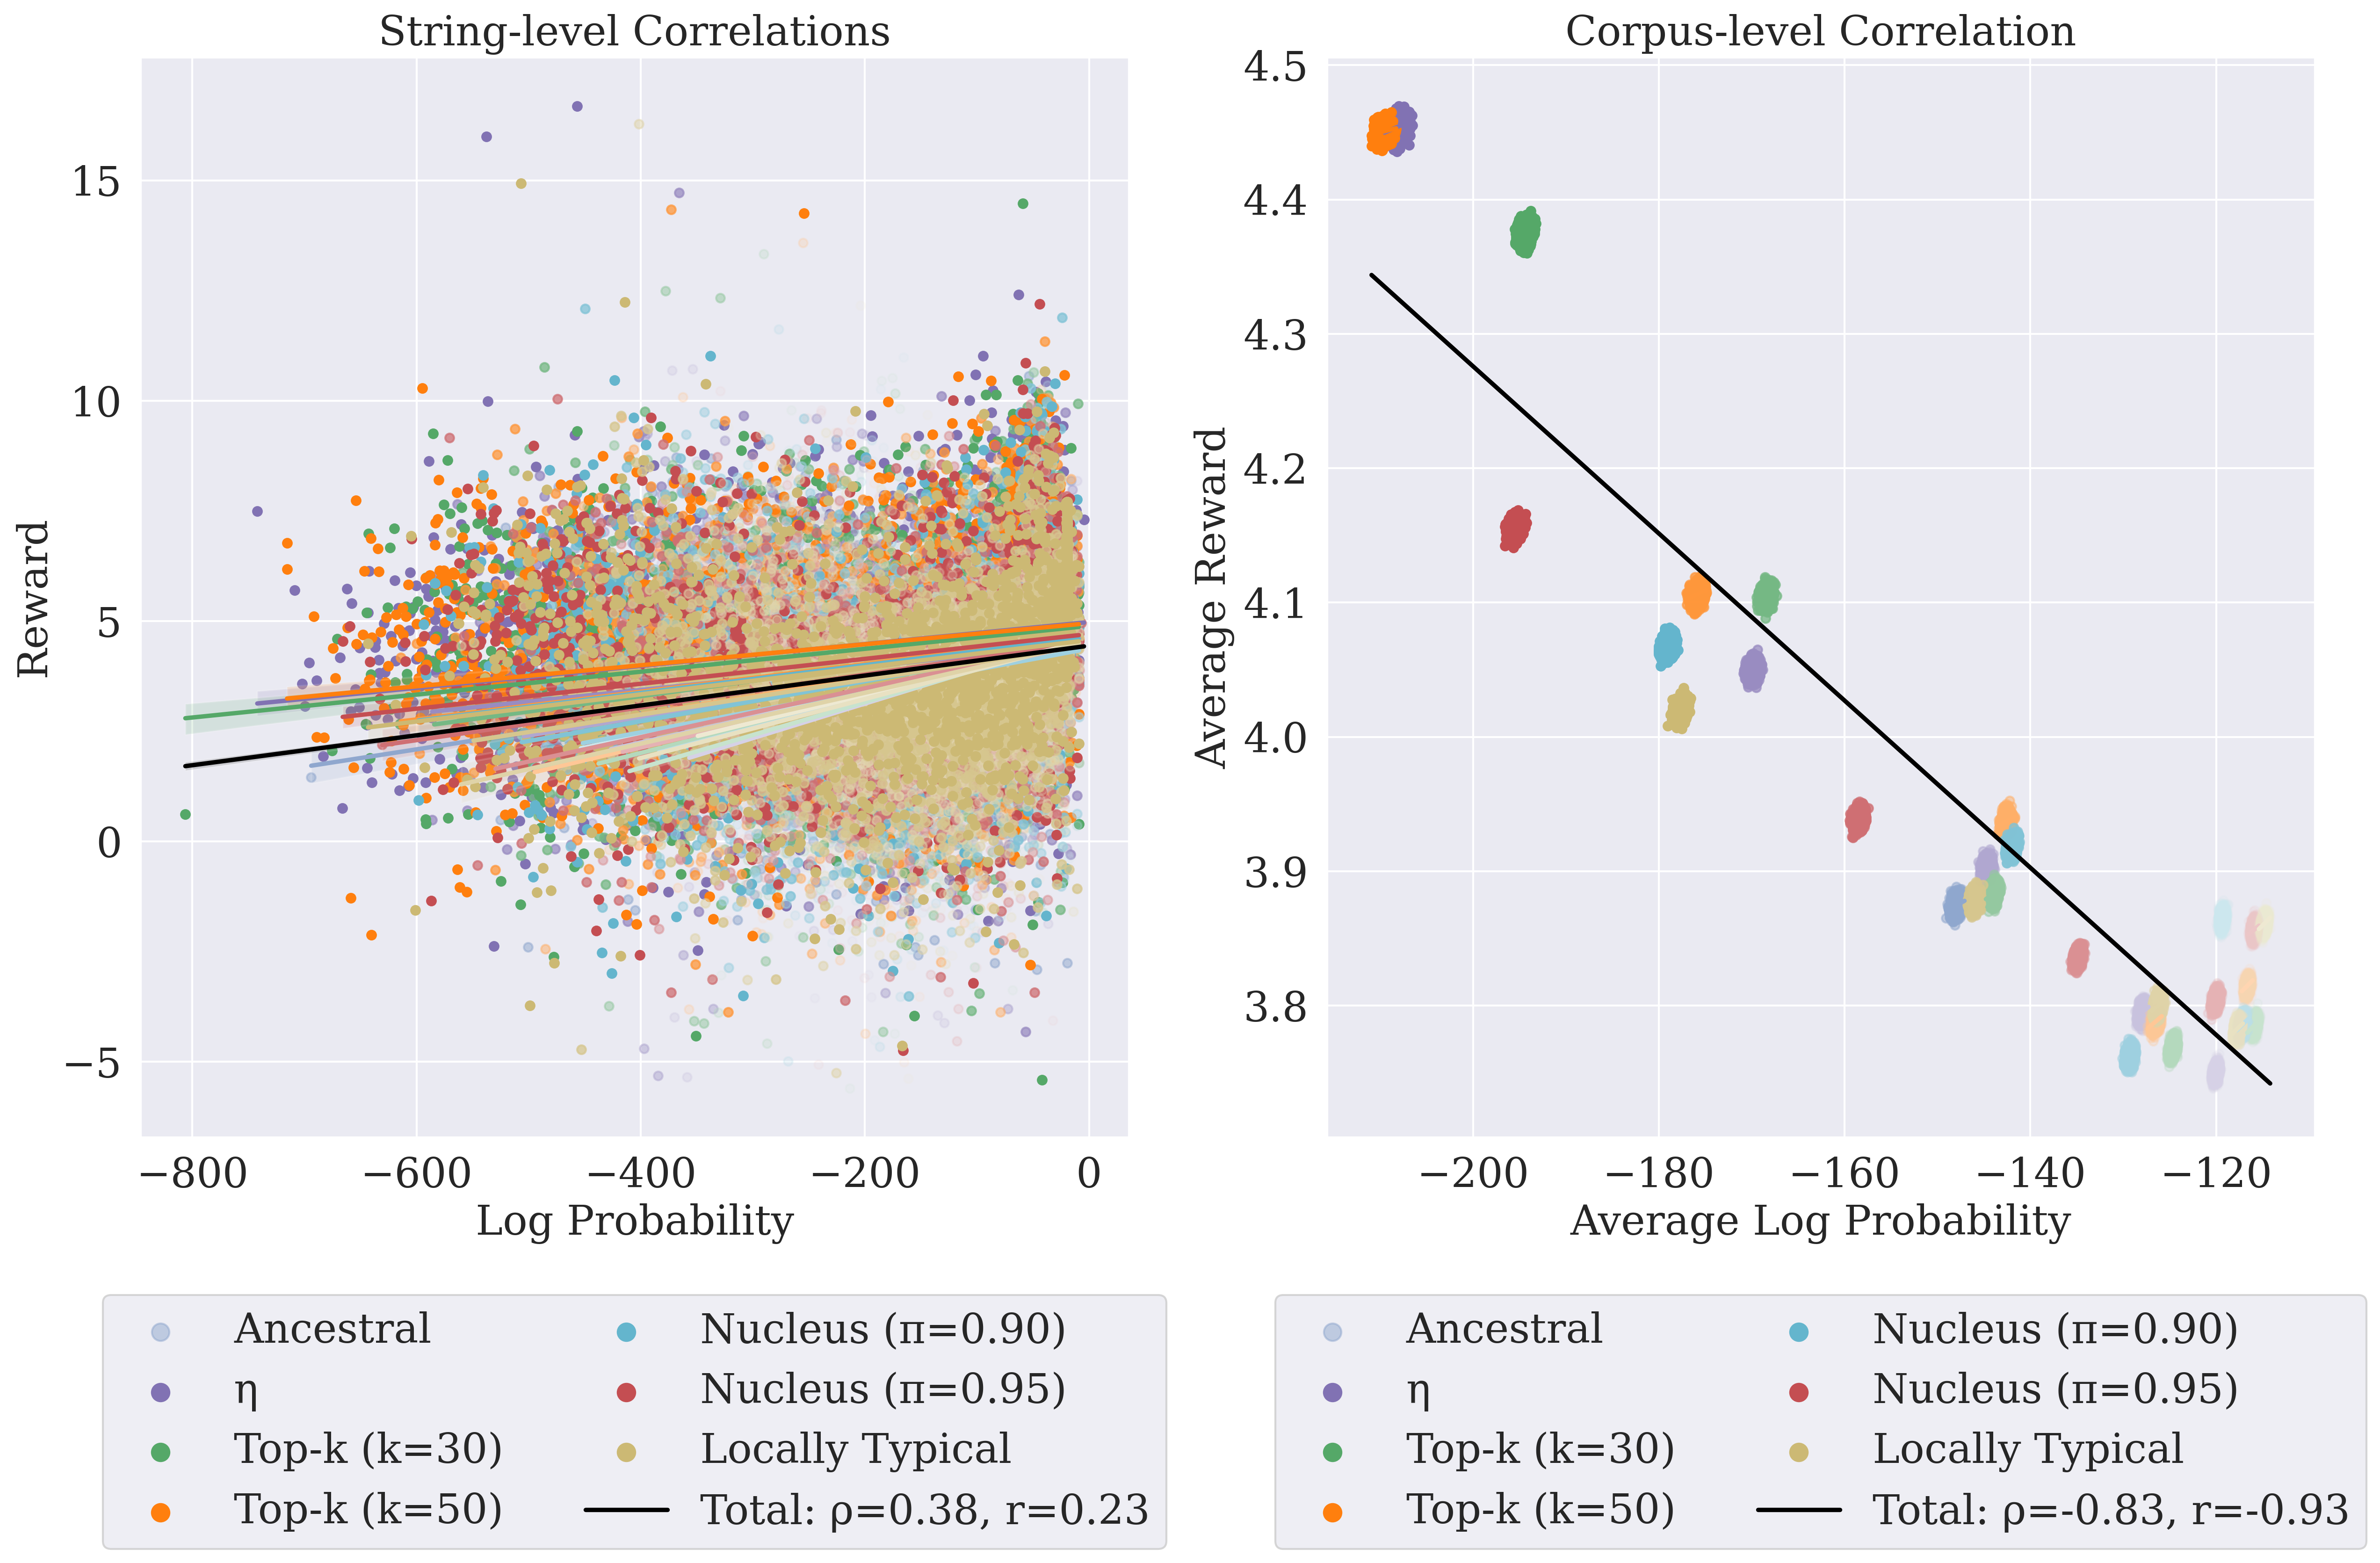 String-level Correlations
Reward
15
10
5
0
−5
−800
−600
−400
−200
0
Log Probability
Ancestral
η
Top-k (k=30)
Top-k (k=50)
Nucleus (π=0.90)
Nucleus (π=0.95)
Locally Typical
Total: ρ=0.38, r=0.23
Corpus-level Correlation
Average Reward
4.5
4.4
4.3
4.2
4.1
4.0
3.9
3.8
−200
−180
−160
−140
−120
Average Log Probability
Ancestral
η
Top-k (k=30)
Top-k (k=50)
Nucleus (π=0.90)
Nucleus (π=0.95)
Locally Typical
Total: ρ=-0.83, r=-0.93